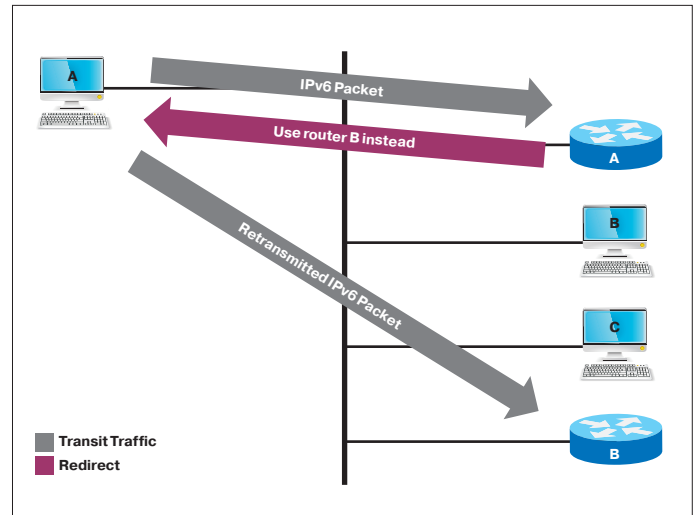 A
IPv6 Packet
Use router B instead
A
Retransmitted IPv6 Packet
B
C
B
Transit Traffic
Redirect